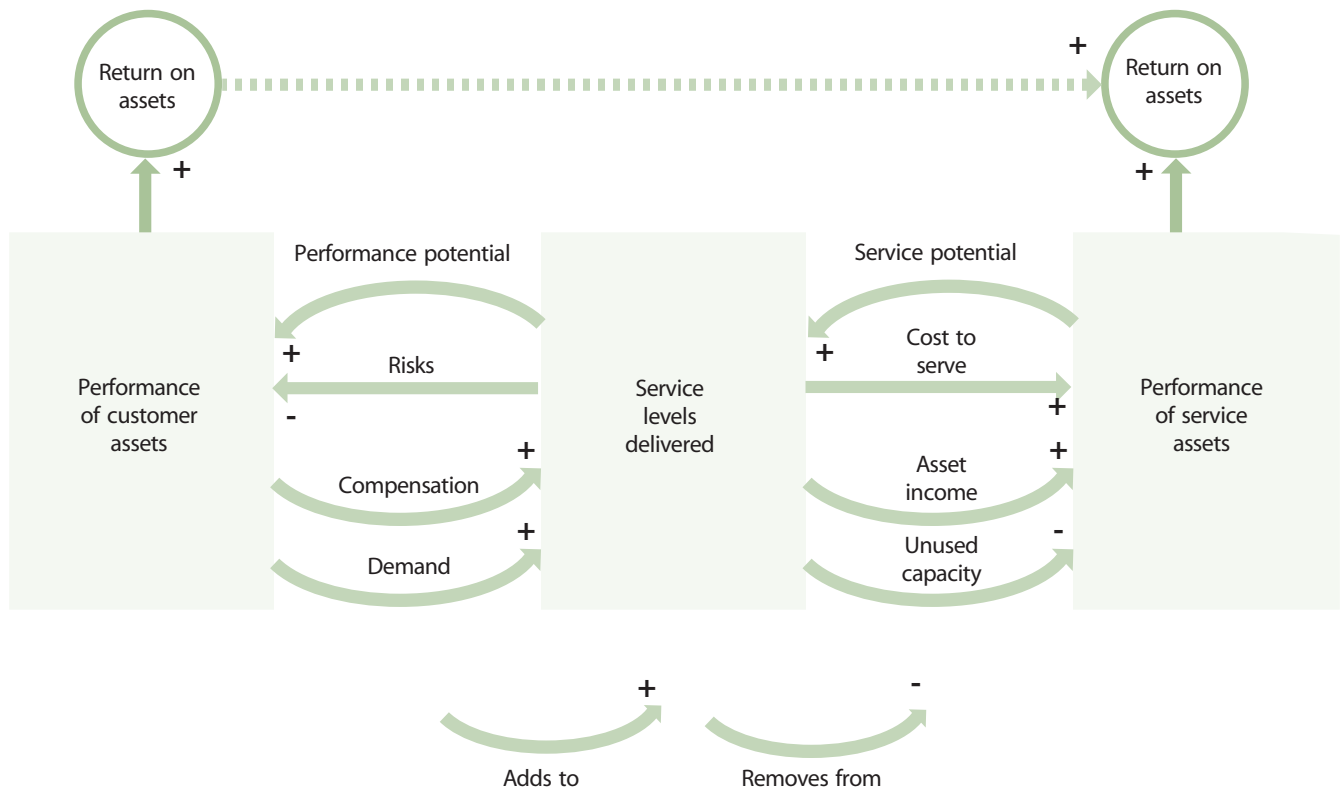 Return on
assets
+
+
Return on
assets
+
+
Performance potential
Service potential
+
Risks
-
+
Cost to
serve
+
Performance
of customer
assets
Service
levels
delivered
Performance
of service
assets
+
Compensation
+
Asset
income
+
Demand
-
Unused
capacity
+
-
Adds to
Removes from